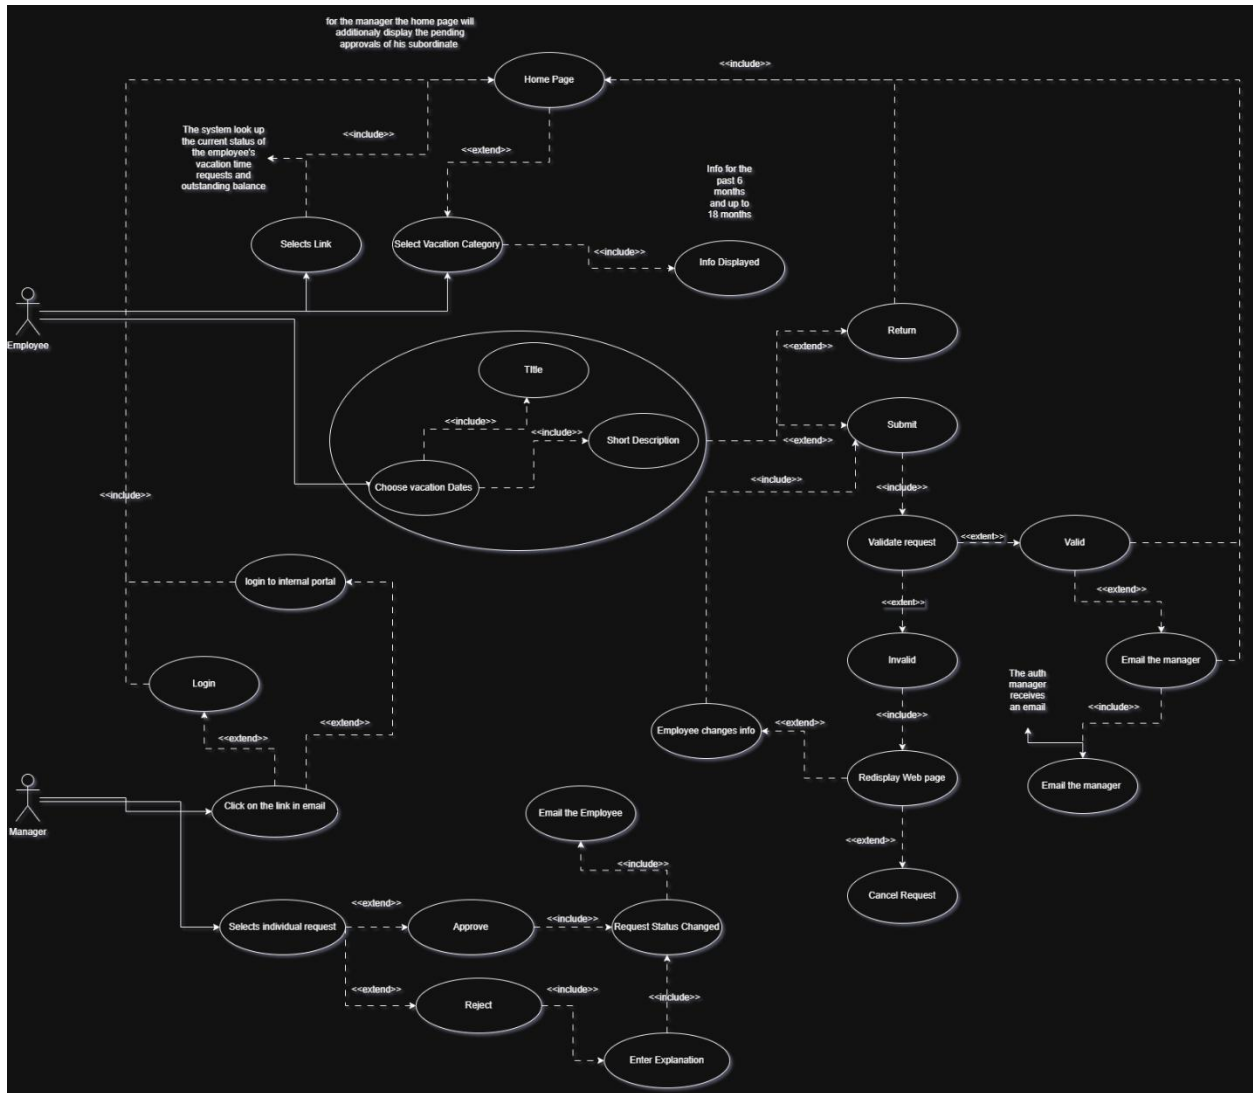 for the manager the home page will
additionaly display the pending
approvals of his subordinate
Home Page
<<include>>
The system look up
the current status of
the employee's
vacation time
requests and
outstanding balance
<<include>>
<<extend>>
Info for the
past 6
months
and up to
18 months
Selects Link
Select Vacation Category
<<include>>
Info Displayed
Employee
Return
<<extend>>
TItle
<<include>>
<<include>>
Short Description
Submit
<<extend>>
Choose vacation Dates
<<include>>
<<include>>
<<include>>
Validate request
<<extent>>
Valid
login to internal portal
<<extent>>
<<extend>>
Login
Invalid
Email the manager
The auth
manager
receives
an email
<<extend>>
<<extend>>
<<include>>
<<include>>
Employee changes info
<<extend>>
Redisplay Web page
Email the manager
Manager
Click on the link in email
Email the Employee
<<extend>>
<<include>>
Cancel Request
Selects individual request
<<extend>>
Approve
<<include>>
Request Status Changed
<<extend>>
Reject
<<include>>
<<include>>
Enter Explanation